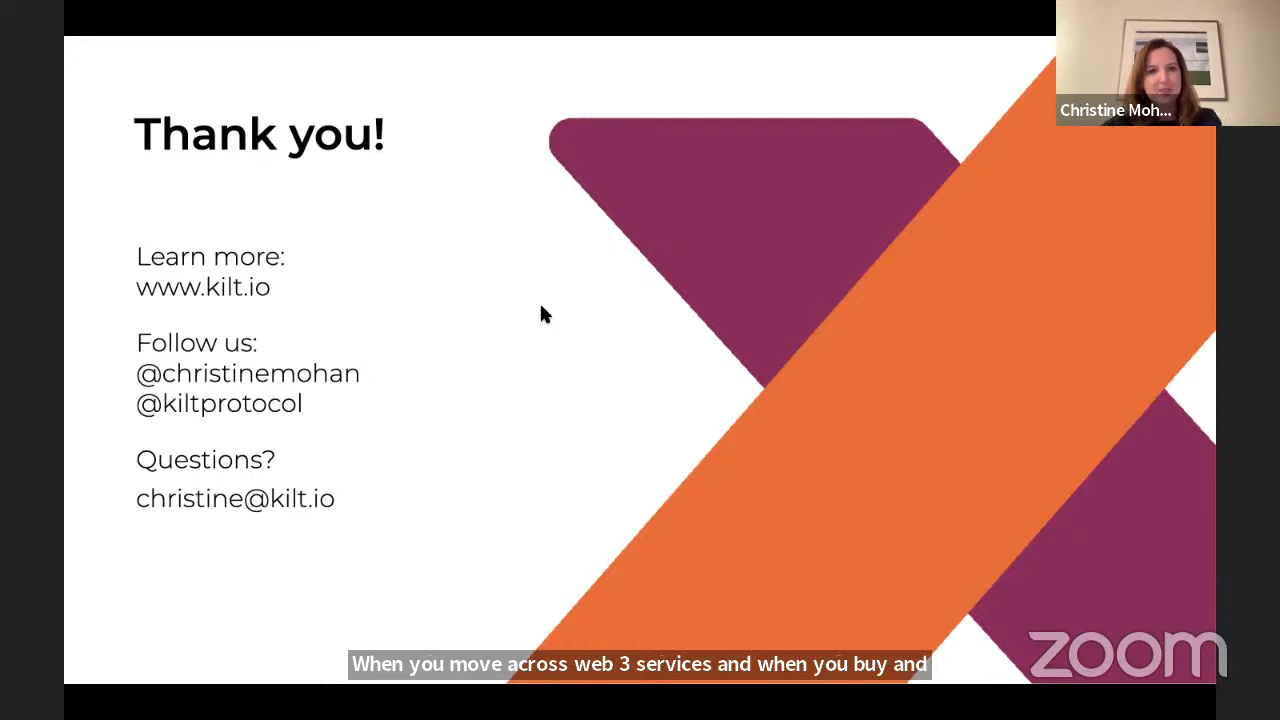 Thank you!
Learn more:
www.kilt.io
Follow us:
@christinemohan
@kiltprotocol
Questions?
christine@kilt.io
Christine Moh...
When you move across web 3 services and when you buy and
zoom